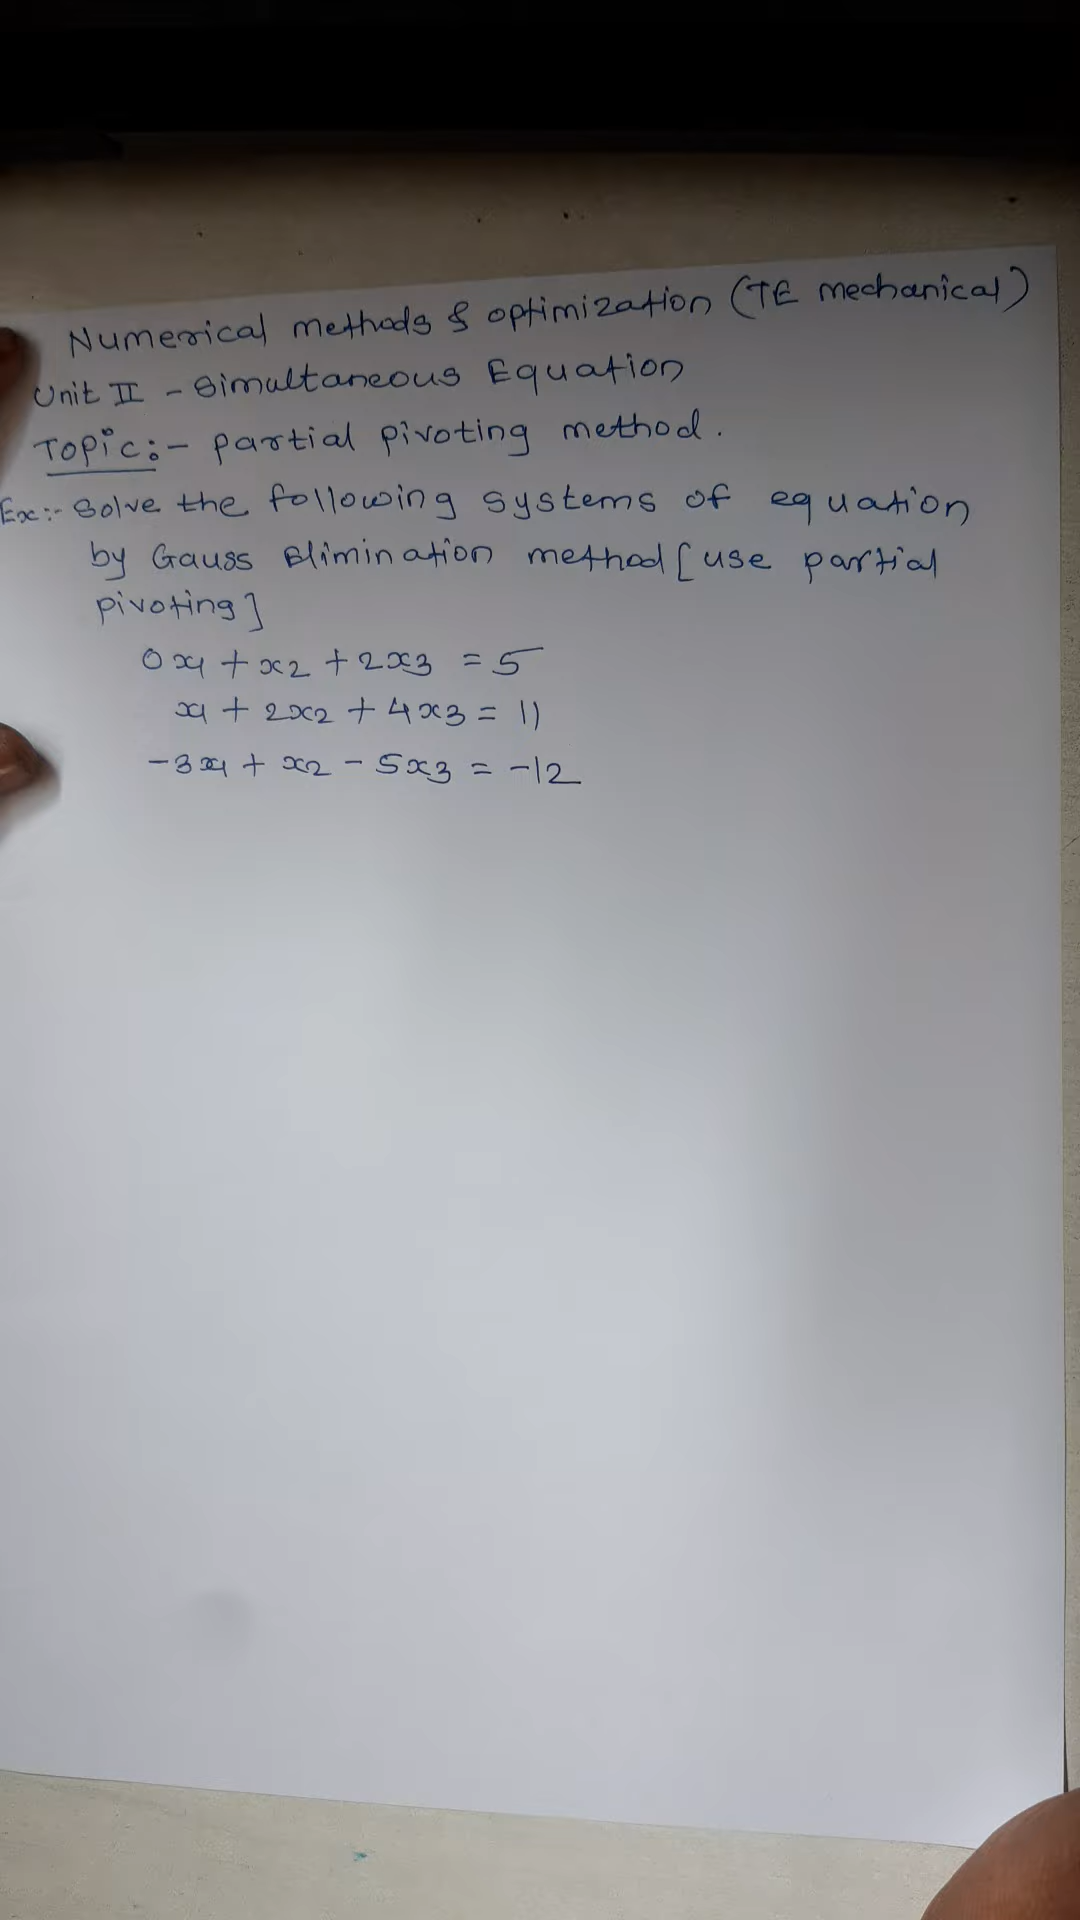 Numerical methods & optimization (TE mechanical)
Unit II - Simultaneous Equation
Topic:- partial pivoting method.
Ex:- Solve the following systems of equation
by Gauss Elimination method [use partial
pivoting]
0x1 + x2 + 2x3 = 5
x1 + 2x2 + 4x3 = 11
-3x1 + x2 - 5x3 = -12